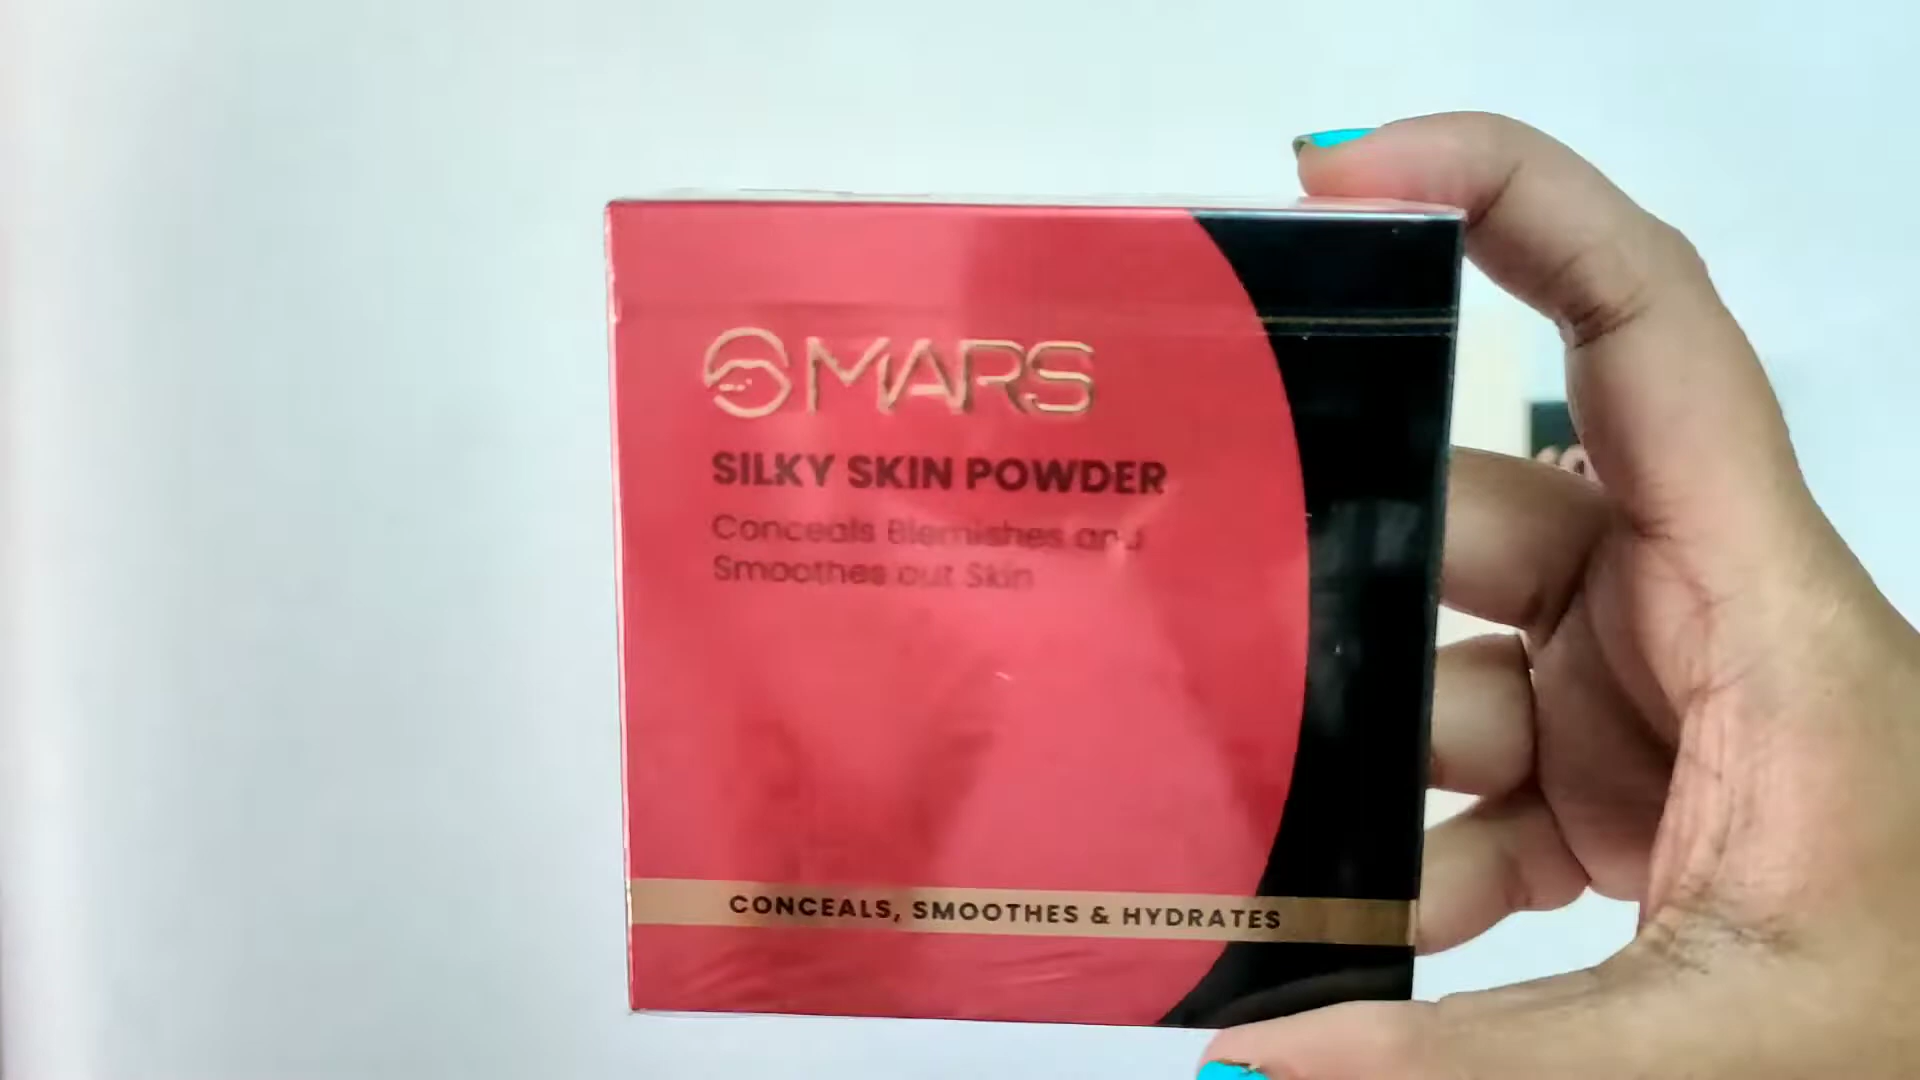 MARS
SILKY SKIN POWDER
Conceals Blemishes and
Smoothes out Skin
CONCEALS, SMOOTHES & HYDRATES